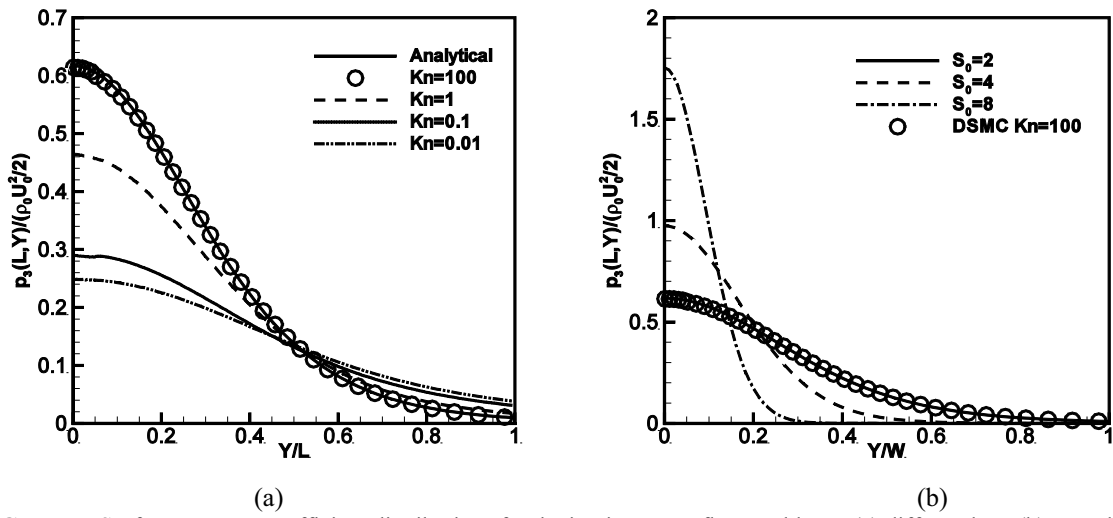 0.7
0.6
0.5
0.4
0.3
0.2
0.1
0
p₃(L,Y)/(ρ₀U₀²/2)
Analytical
Kn=100
Kn=1
Kn=0.1
Kn=0.01
0 0.2 0.4 0.6 0.8 1
Y/L
(a)
2
1.5
1
0.5
0
p₃(L,Y)/(ρ₀U₀²/2)
S₀=2
S₀=4
S₀=8
DSMC Kn=100
0 0.2 0.4 0.6 0.8 1
Y/W
(b)